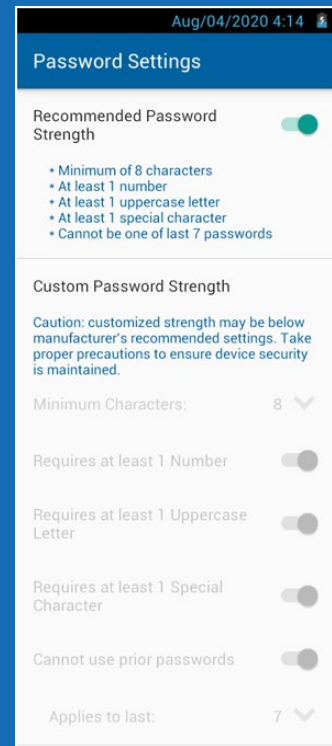 Aug/04/2020 4:14
Password Settings
Recommended Password
Strength
* Minimum of 8 characters
* At least 1 number
* At least 1 uppercase letter
* At least 1 special character
* Cannot be one of last 7 passwords
Custom Password Strength
Caution: customized strength may be below
manufacturer's recommended settings. Take
proper precautions to ensure device security
is maintained.
Minimum Characters: 8
Requires at least 1 Number
Requires at least 1 Uppercase
Letter
Requires at least 1 Special
Character
Cannot use prior passwords
Applies to last: 7